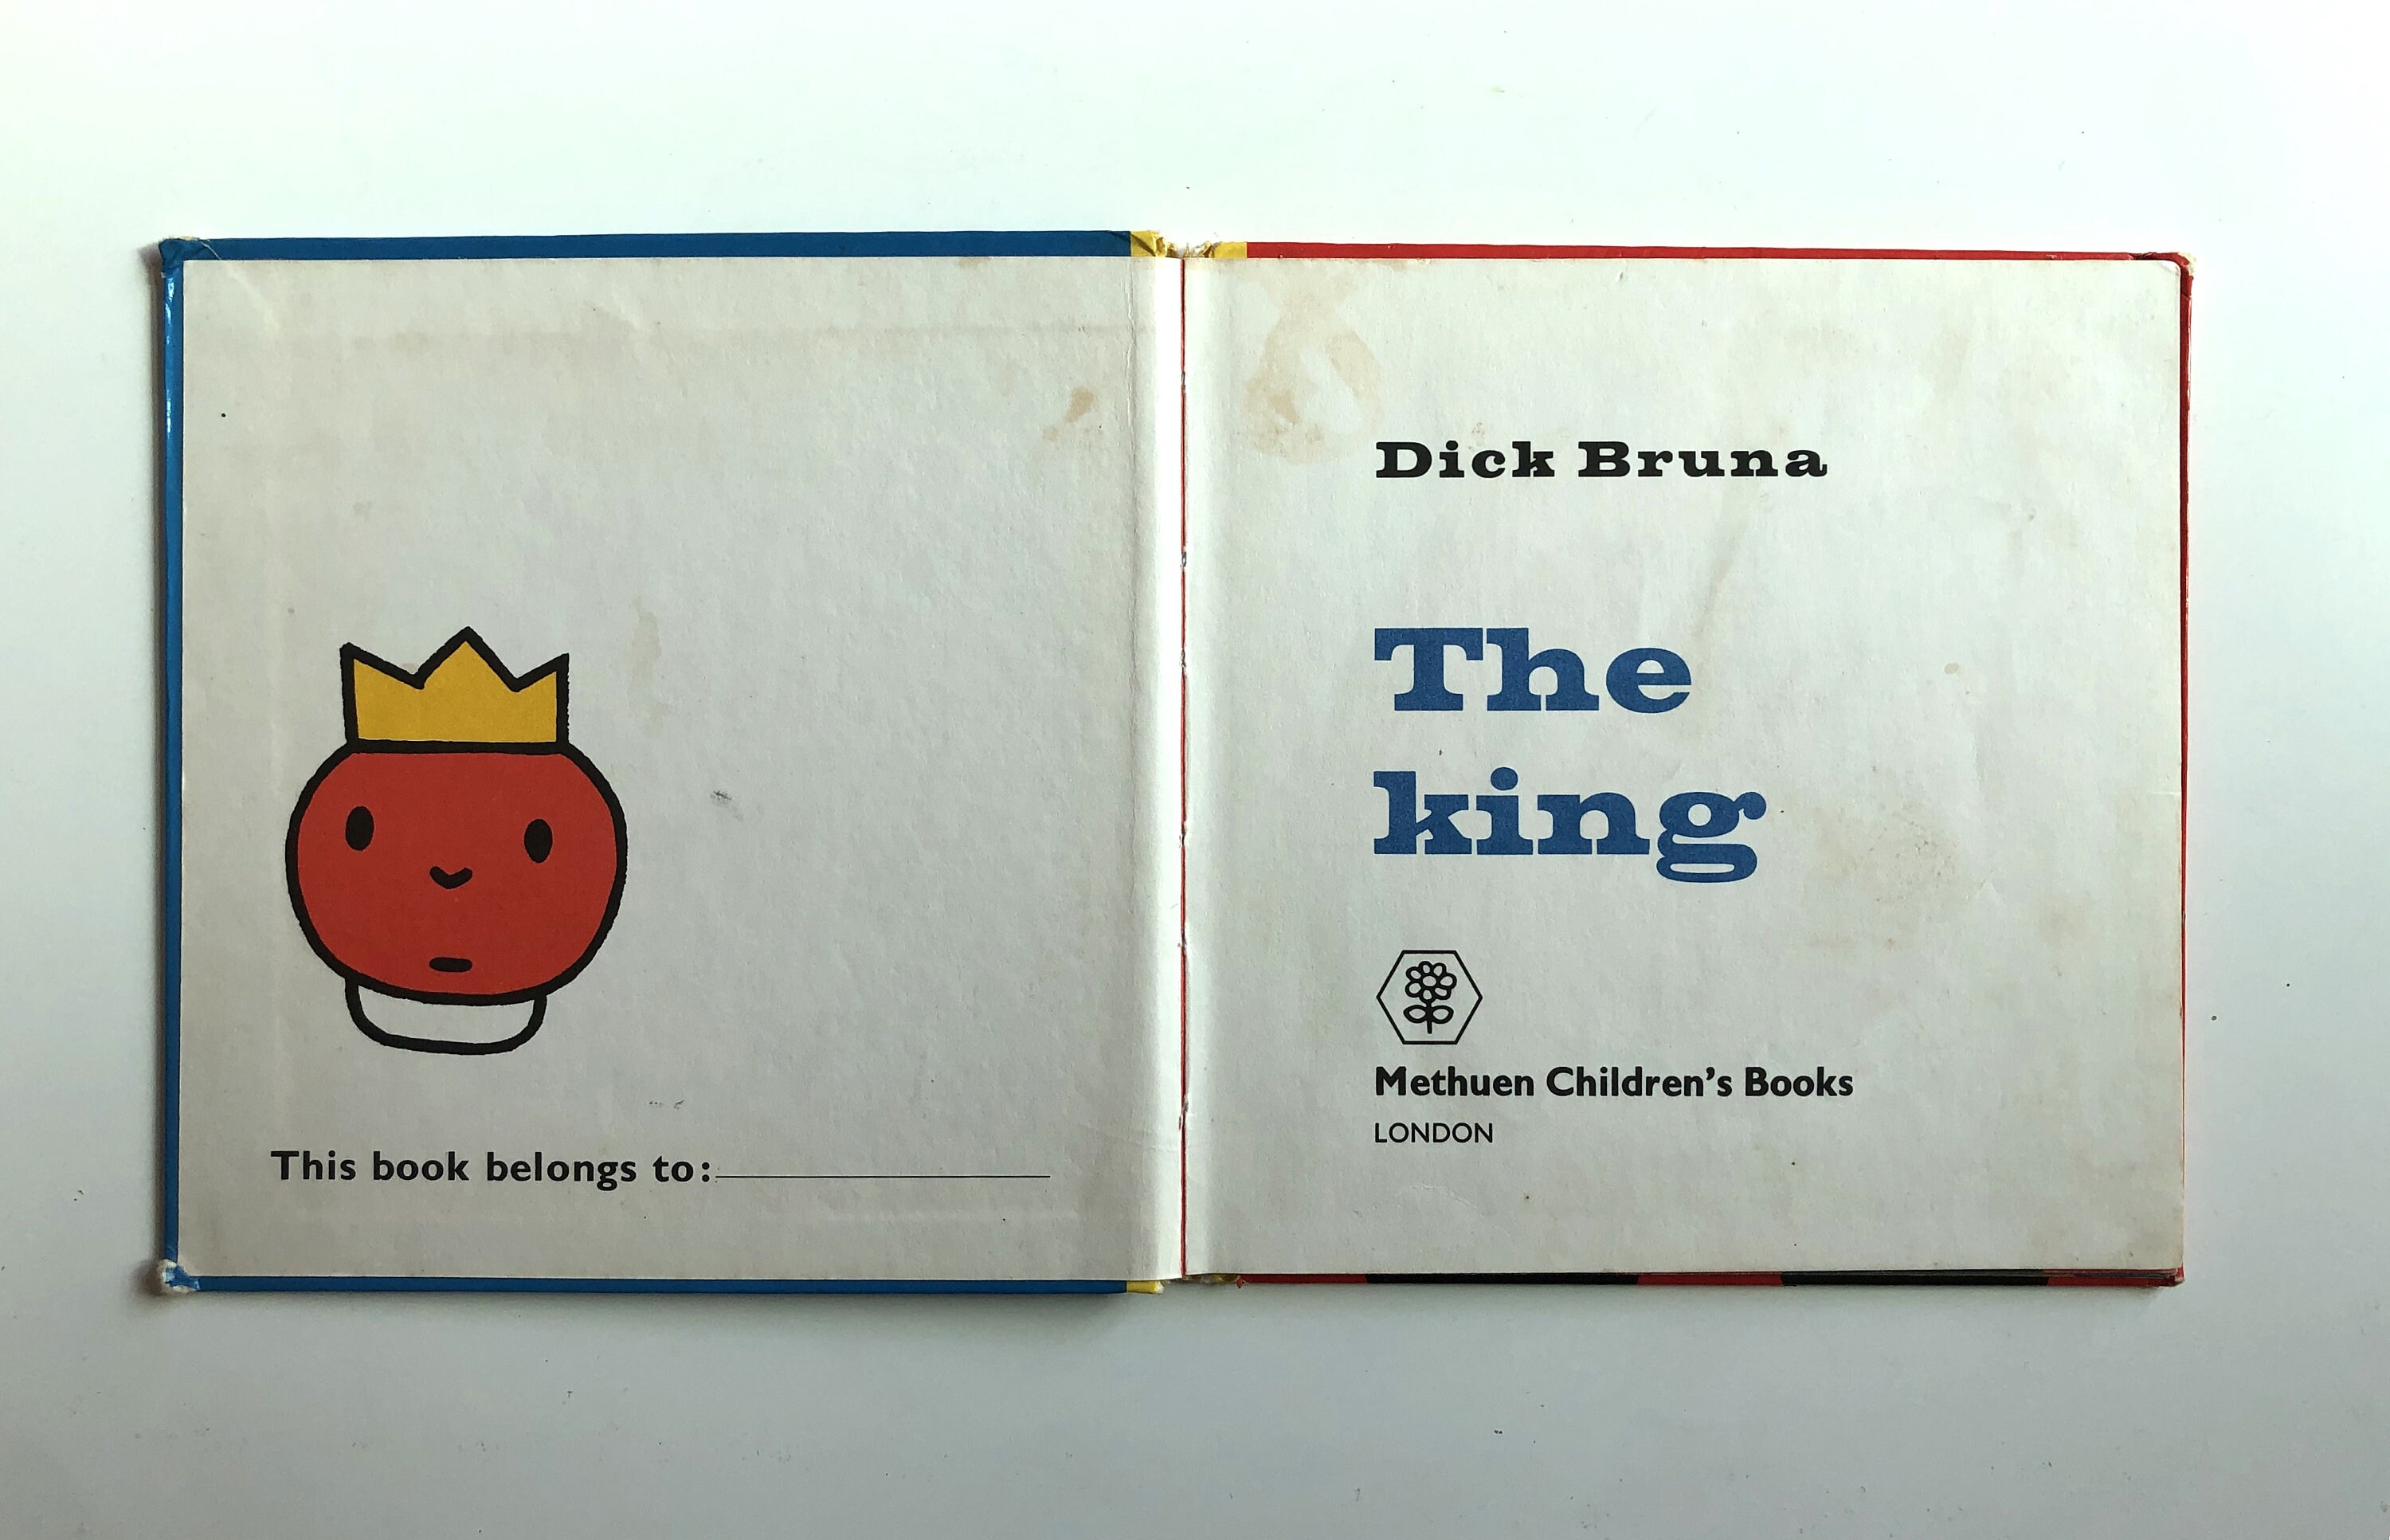 This book belongs to:
Dick Bruna
The
king
Methuen Children's Books
LONDON